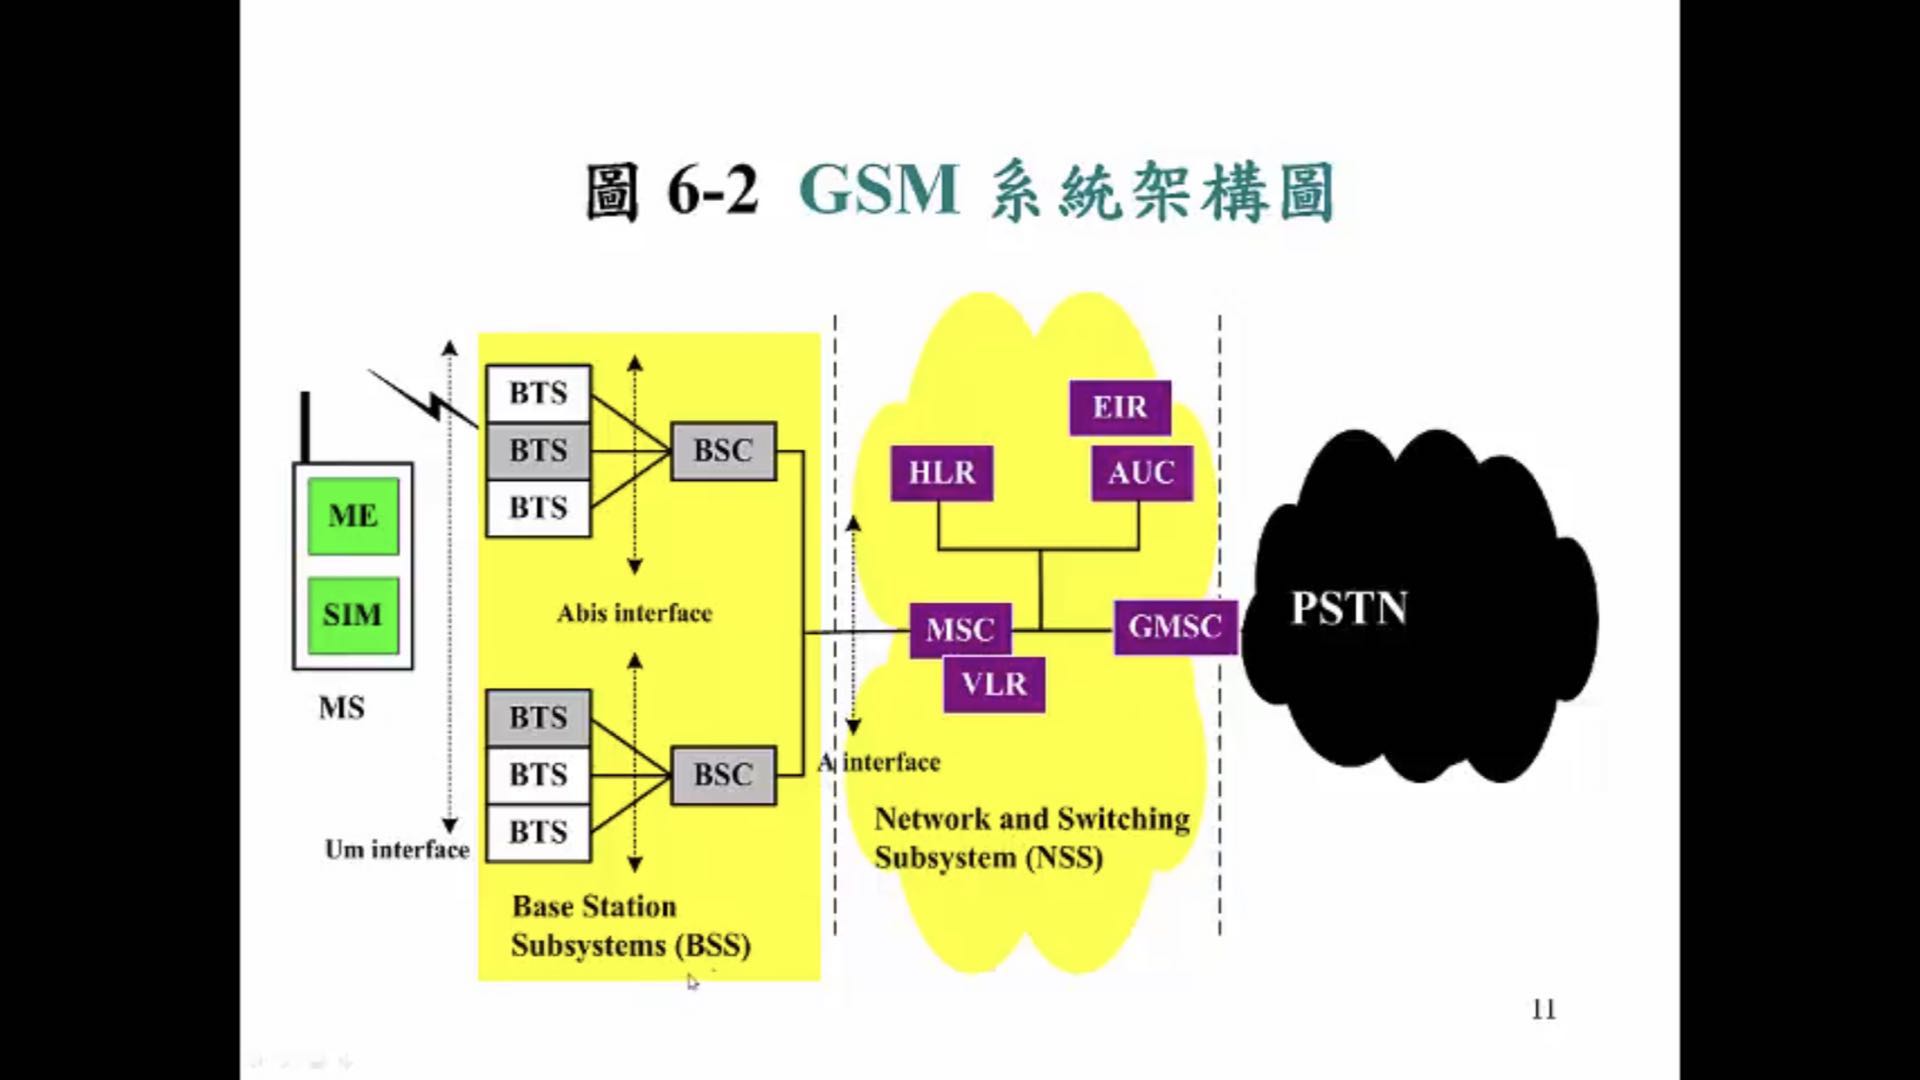 圖 6-2 GSM 系統架構圖
BTS
BTS
BTS
BSC
ME
SIM
MS
Um interface
Abis interface
BTS
BTS
BTS
BSC
Base Station
Subsystems (BSS)
EIR
HLR
AUC
MSC
GMSC
VLR
A interface
Network and Switching
Subsystem (NSS)
PSTN
11